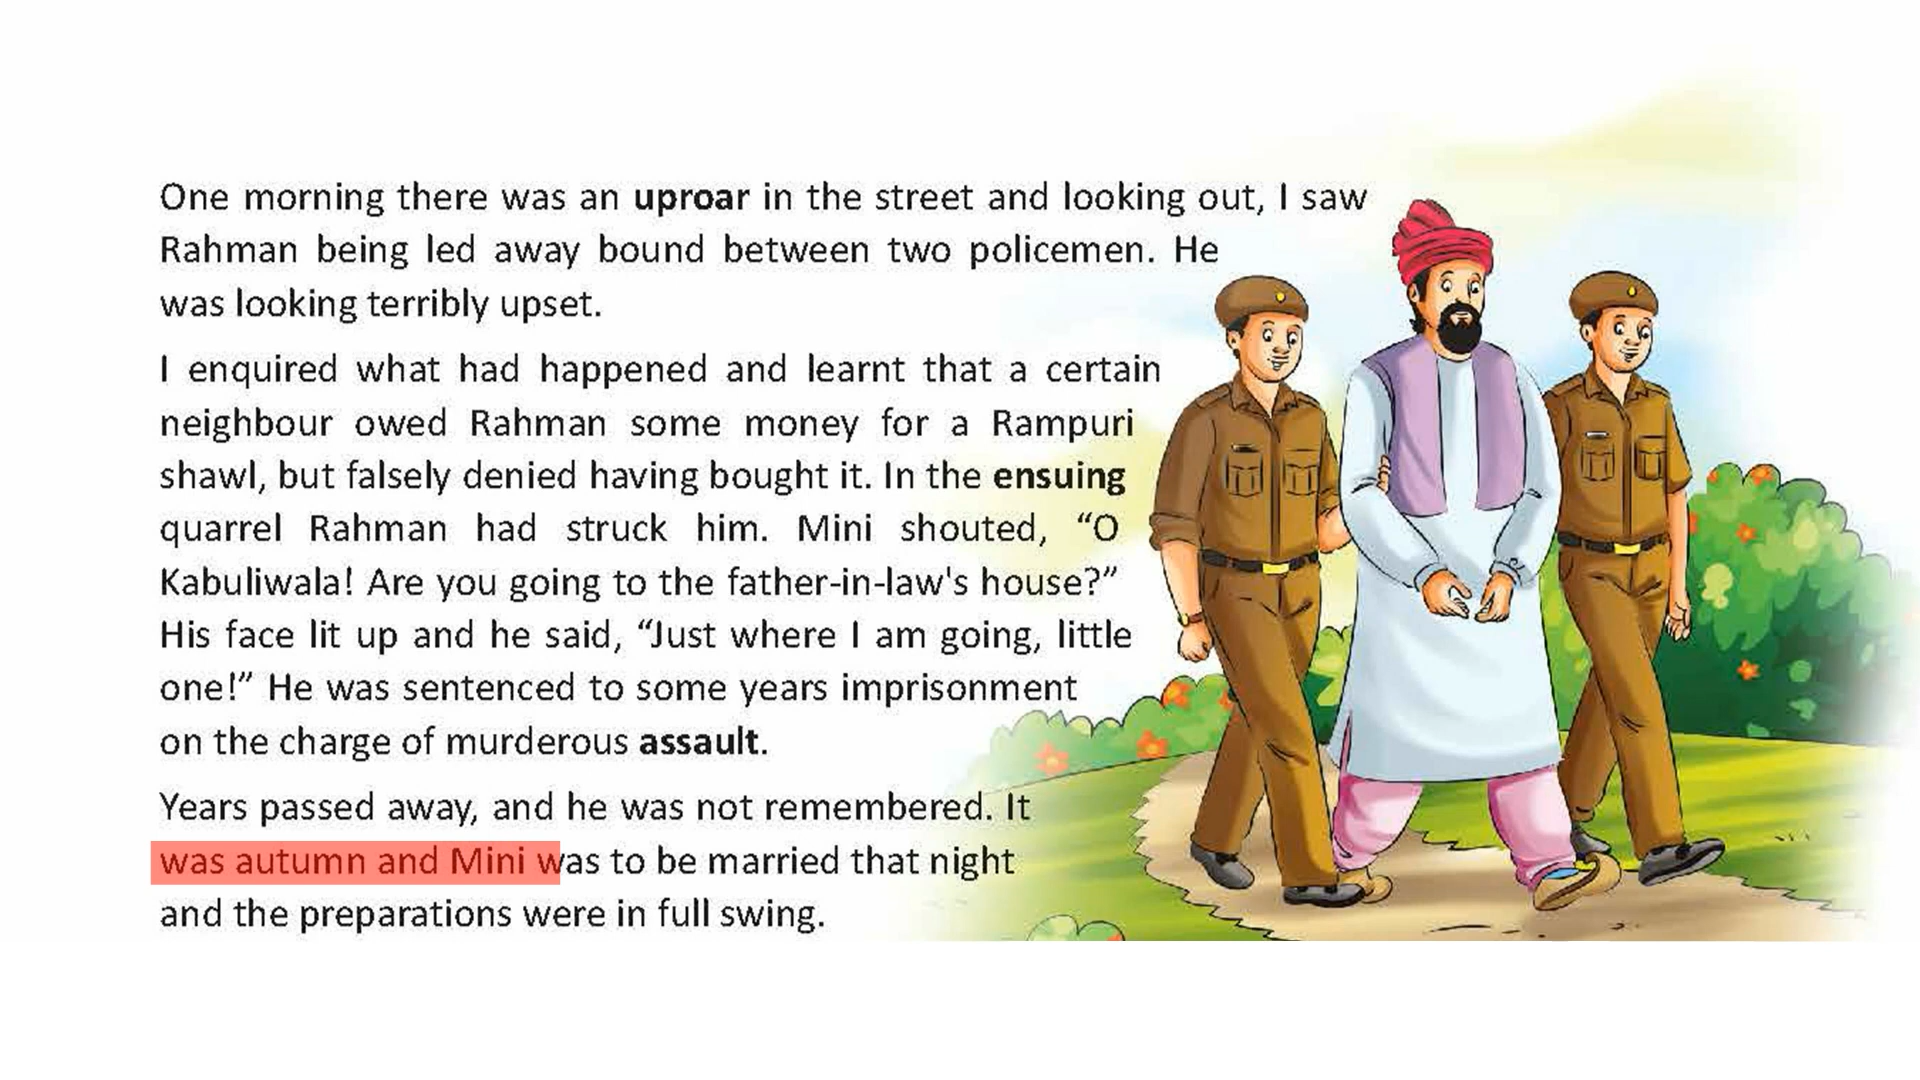 One morning there was an uproar in the street and looking out, I saw
Rahman being led away bound between two policemen. He
was looking terribly upset.
I enquired what had happened and learnt that a certain
neighbour owed Rahman some money for a Rampuri
shawl, but falsely denied having bought it. In the ensuing
quarrel Rahman had struck him. Mini shouted, “O
Kabuliwala! Are you going to the father-in-law's house?”
His face lit up and he said, “Just where I am going, little
one!” He was sentenced to some years imprisonment
on the charge of murderous assault.
Years passed away, and he was not remembered. It
was autumn and Mini was to be married that night
and the preparations were in full swing.